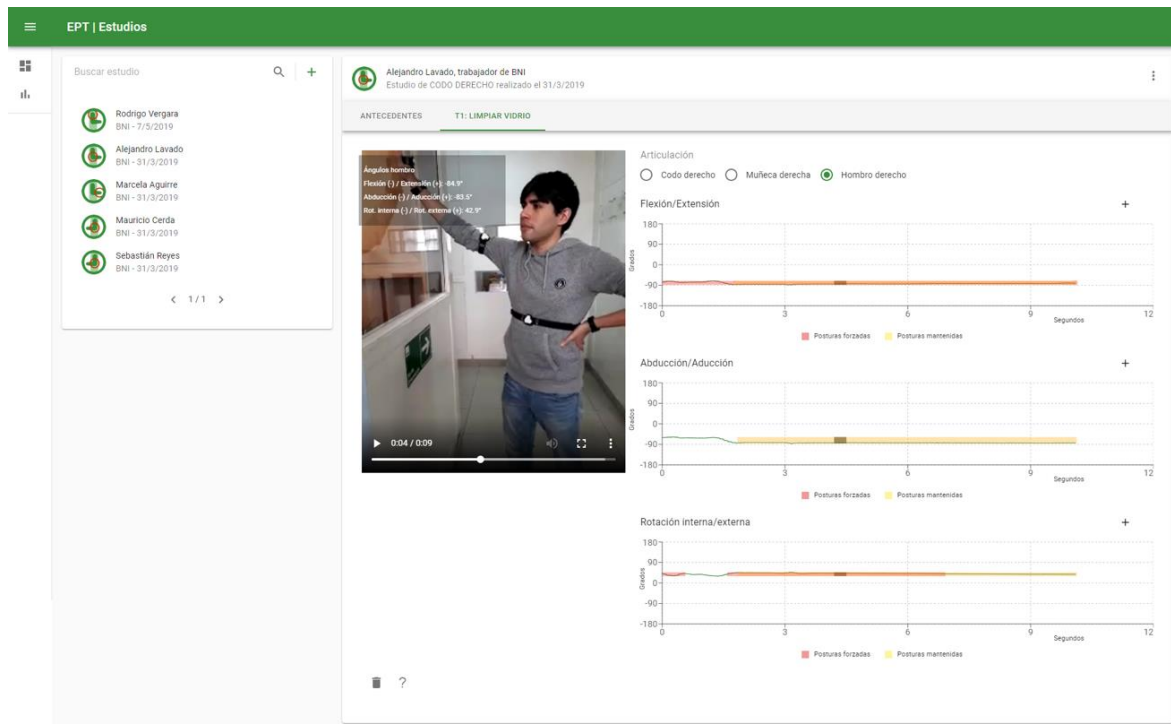 EPT | Estudios
Buscar estudio
Rodrigo Vergara
BNI - 7/5/2019
Alejandro Lavado
BNI - 31/3/2019
Marcela Aguirre
BNI - 31/3/2019
Mauricio Cerda
BNI - 31/3/2019
Sebastián Reyes
BNI - 31/3/2019
1 / 1
Alejandro Lavado, trabajador de BNI
Estudio de CODO DERECHO realizado el 31/3/2019
ANTECEDENTES T1: LIMPIAR VIDRIO
Ángulos hombro
Flexión (-) / Extensión (+): -84.9°
Abducción (-) / Aducción (+): -83.5°
Rot. interna (-) / Rot. externa (+): 42.9°
0:04 / 0:09
Articulación
Codo derecho Muñeca derecha Hombro derecho
Flexión/Extensión +
180
90
0
-90
-180
Grados
0 3 6 9 12
Segundos
Posturas forzadas Posturas mantenidas
Abducción/Aducción +
180
90
0
-90
-180
Grados
0 3 6 9 12
Segundos
Posturas forzadas Posturas mantenidas
Rotación interna/externa +
180
90
0
-90
-180
Grados
0 3 6 9 12
Segundos
Posturas forzadas Posturas mantenidas
?